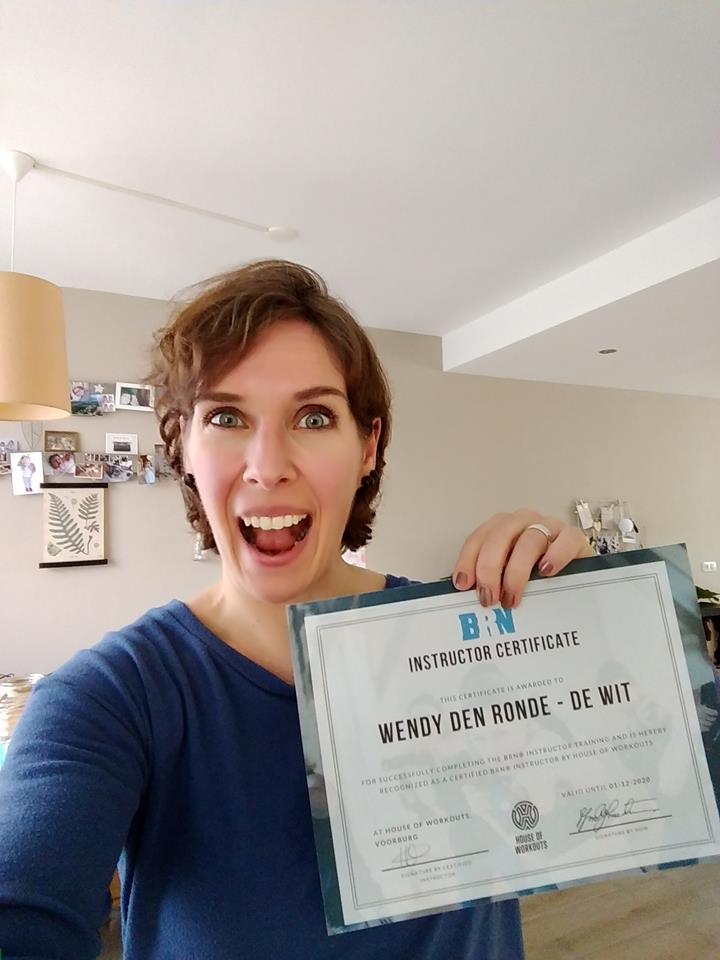 BRN
INSTRUCTOR CERTIFICATE
THIS CERTIFICATE IS AWARDED TO
WENDY DEN RONDE - DE WIT
FOR SUCCESSFULLY COMPLETING THE BRN® INSTRUCTOR TRAINING AND IS HEREBY
RECOGNIZED AS A CERTIFIED BRN® INSTRUCTOR BY HOUSE OF WORKOUTS
VALID UNTIL 01-12-2020
AT HOUSE OF WORKOUTS,
VOORBURG
SIGNATURE BY CERTIFIED
INSTRUCTOR
HOUSE OF
WORKOUTS
SIGNATURE BY HOW